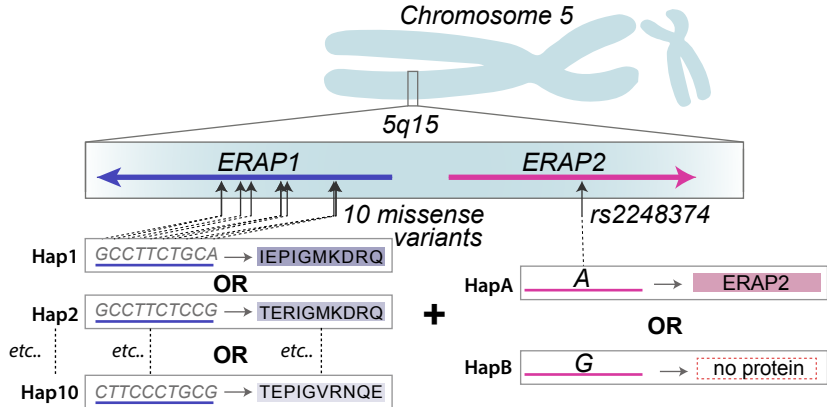 Chromosome 5
5q15
ERAP1
ERAP2
10 missense
variants
rs2248374
Hap1
GCCTTCTGCA
IEPIGMKDRQ
OR
Hap2
GCCTTCTCCG
TERIGMKDRQ
etc..
etc..
OR
etc..
Hap10
CTTCCCTGCG
TEPIGVRNQE
+
HapA
A
ERAP2
OR
HapB
G
no protein